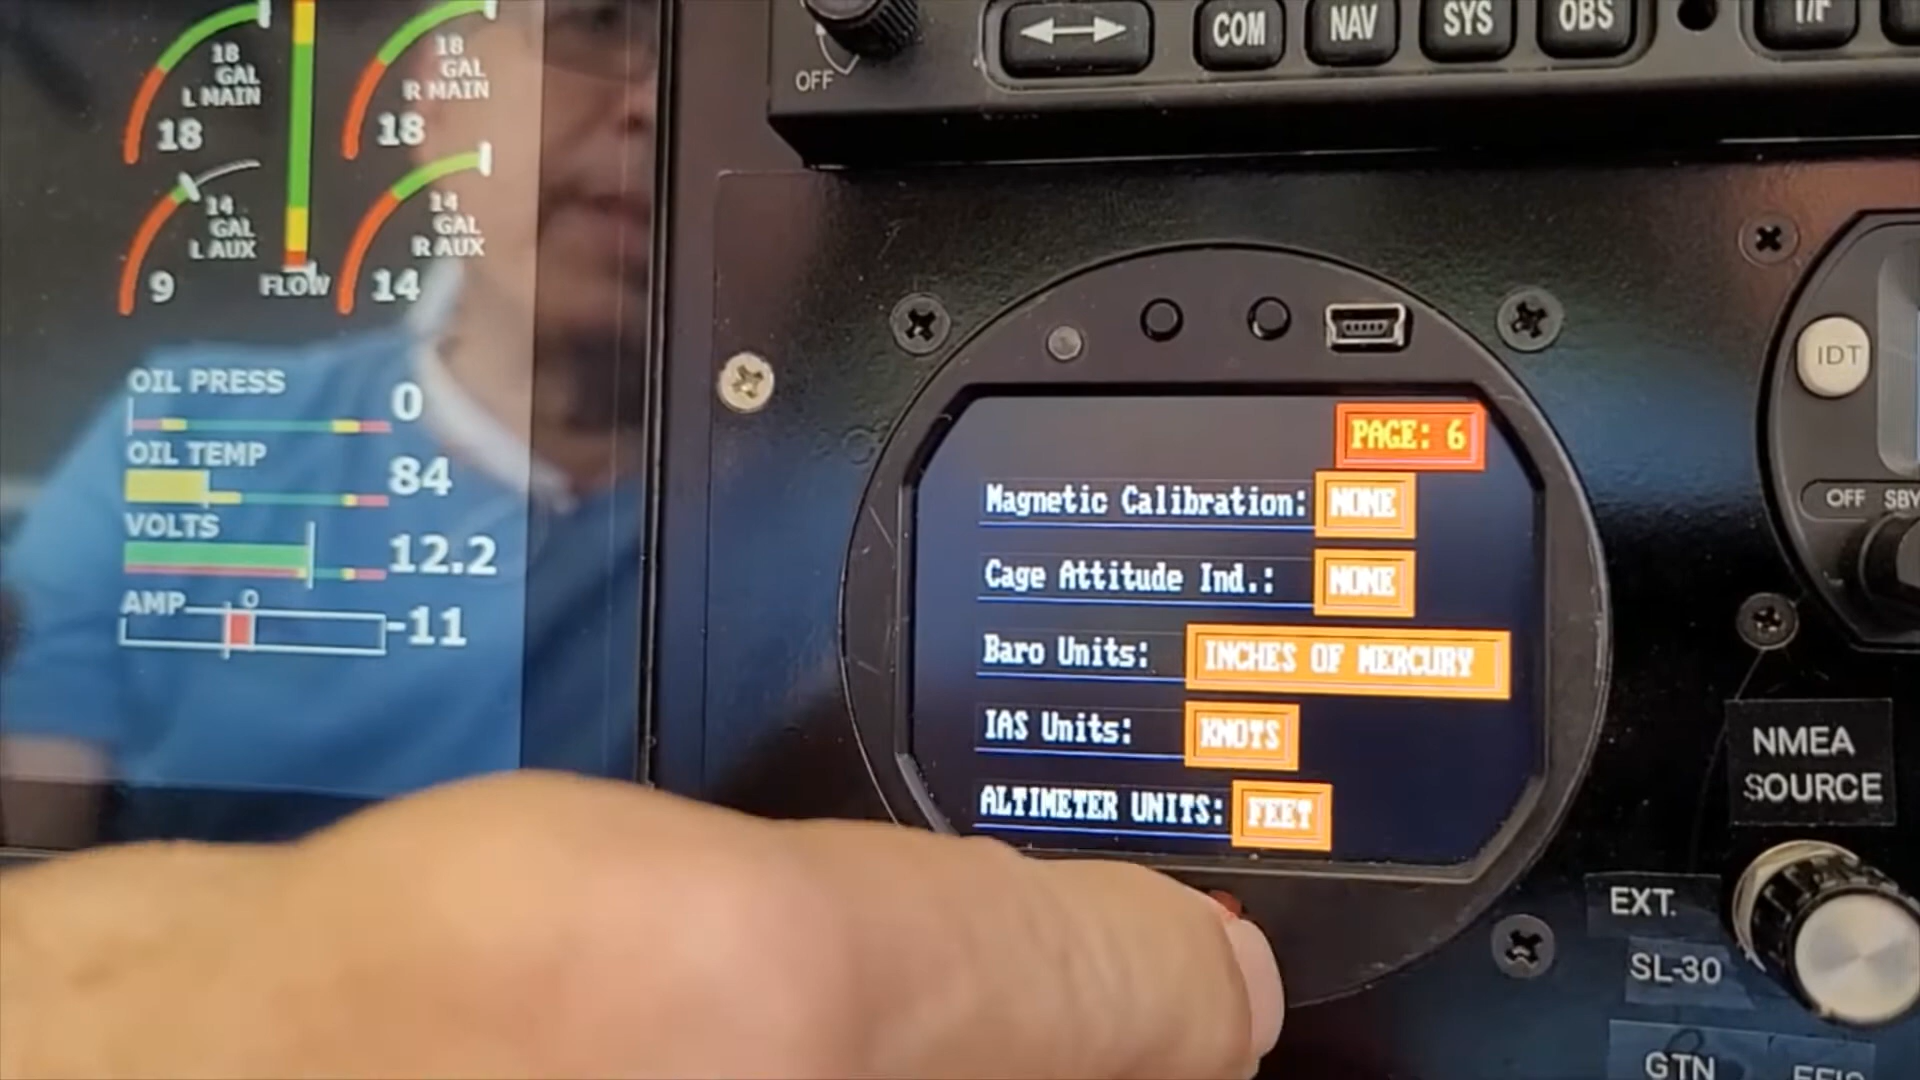 18
GAL
L MAIN
18
18
GAL
R MAIN
18
14
GAL
L AUX
9
FLOW
14
GAL
R AUX
14
OIL PRESS
0
OIL TEMP
84
VOLTS
12.2
AMP
0
-11
OFF
COM
NAV
SYS
OBS
T/F
PAGE: 6
Magnetic Calibration: NONE
Cage Attitude Ind.: NONE
Baro Units: INCHES OF MERCURY
IAS Units: KNOTS
ALTIMETER UNITS: FEET
IDT
OFF
SBY
NMEA
SOURCE
EXT.
SL-30
GTN
EFIS